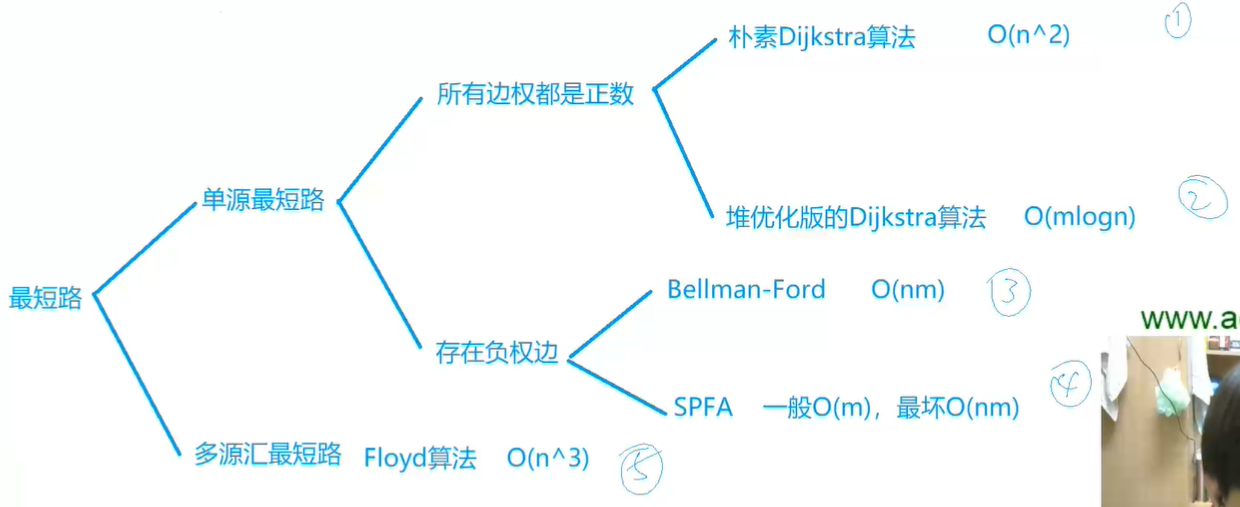 朴素Dijkstra算法 O(n^2) ①
所有边权都是正数
单源最短路
堆优化版的Dijkstra算法 O(mlogn) ②
最短路
Bellman-Ford O(nm) ③
www.a
存在负权边
SPFA 一般O(m)，最坏O(nm) ④
多源汇最短路 Floyd算法 O(n^3) ⑤